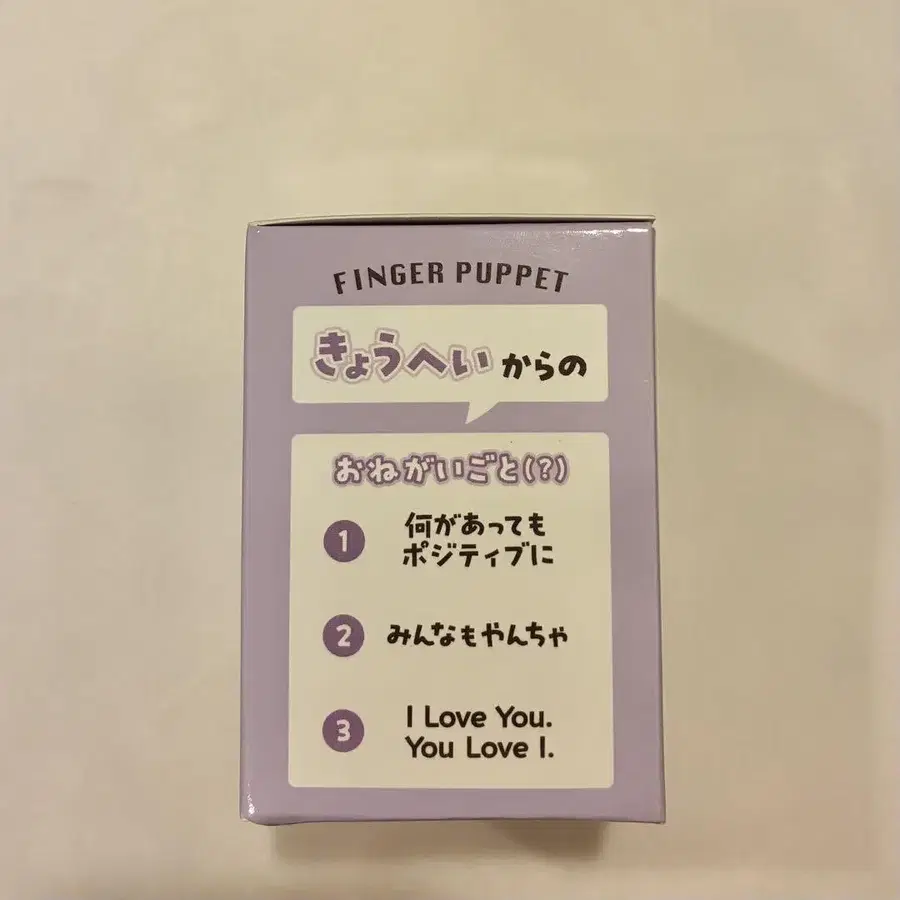 FINGER PUPPET
きょうへいからの
おねがいごと(?)
1 何があっても
ポジティブに
2 みんなもやんちゃ
3 I Love You.
You Love I.